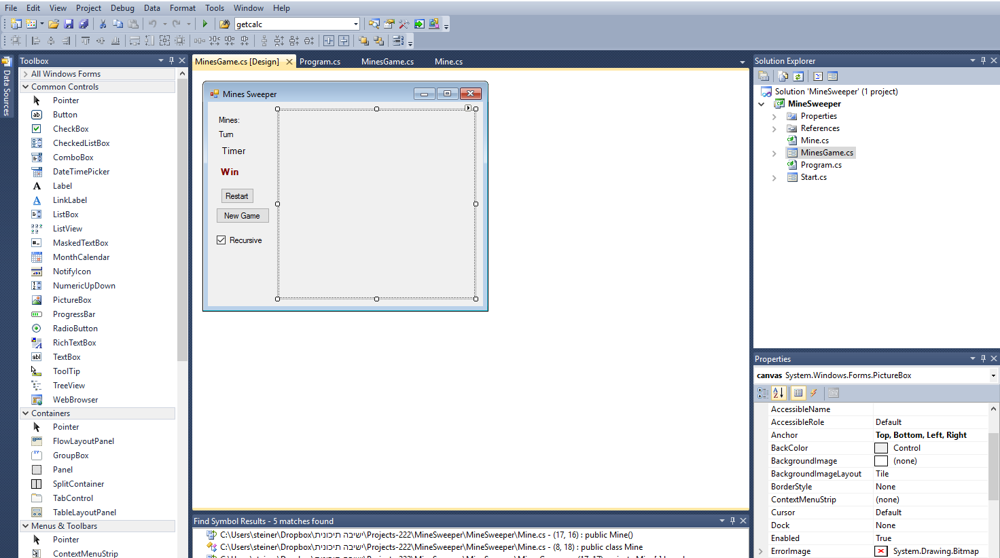 File Edit View Project Debug Data Format Tools Window Help
getcalc
Data Sources
Toolbox
All Windows Forms
Common Controls
Pointer
Button
CheckBox
CheckedListBox
ComboBox
DateTimePicker
Label
LinkLabel
ListBox
ListView
MaskedTextBox
MonthCalendar
NotifyIcon
NumericUpDown
PictureBox
ProgressBar
RadioButton
RichTextBox
TextBox
ToolTip
TreeView
WebBrowser
Containers
Pointer
FlowLayoutPanel
GroupBox
Panel
SplitContainer
TabControl
TableLayoutPanel
Menus & Toolbars
Pointer
ContextMenuStrip
MinesGame.cs [Design] Program.cs MinesGame.cs Mine.cs
Mines Sweeper
Mines:
Turn
Timer
Win
Restart
New Game
Recursive
Find Symbol Results - 5 matches found
C:\Users\steiner\Dropbox\ישיבה תיכונית\Projects-222\MineSweeper\MineSweeper\Mine.cs - (17, 16) : public Mine()
C:\Users\steiner\Dropbox\ישיבה תיכונית\Projects-222\MineSweeper\MineSweeper\Mine.cs - (8, 18) : public class Mine
Solution Explorer
Solution 'MineSweeper' (1 project)
MineSweeper
Properties
References
Mine.cs
MinesGame.cs
Program.cs
Start.cs
Properties
canvas System.Windows.Forms.PictureBox
AccessibleName
AccessibleRole Default
Anchor Top, Bottom, Left, Right
BackColor Control
BackgroundImage (none)
BackgroundImageLayout Tile
BorderStyle None
ContextMenuStrip (none)
Cursor Default
Dock None
Enabled True
ErrorImage System.Drawing.Bitmap